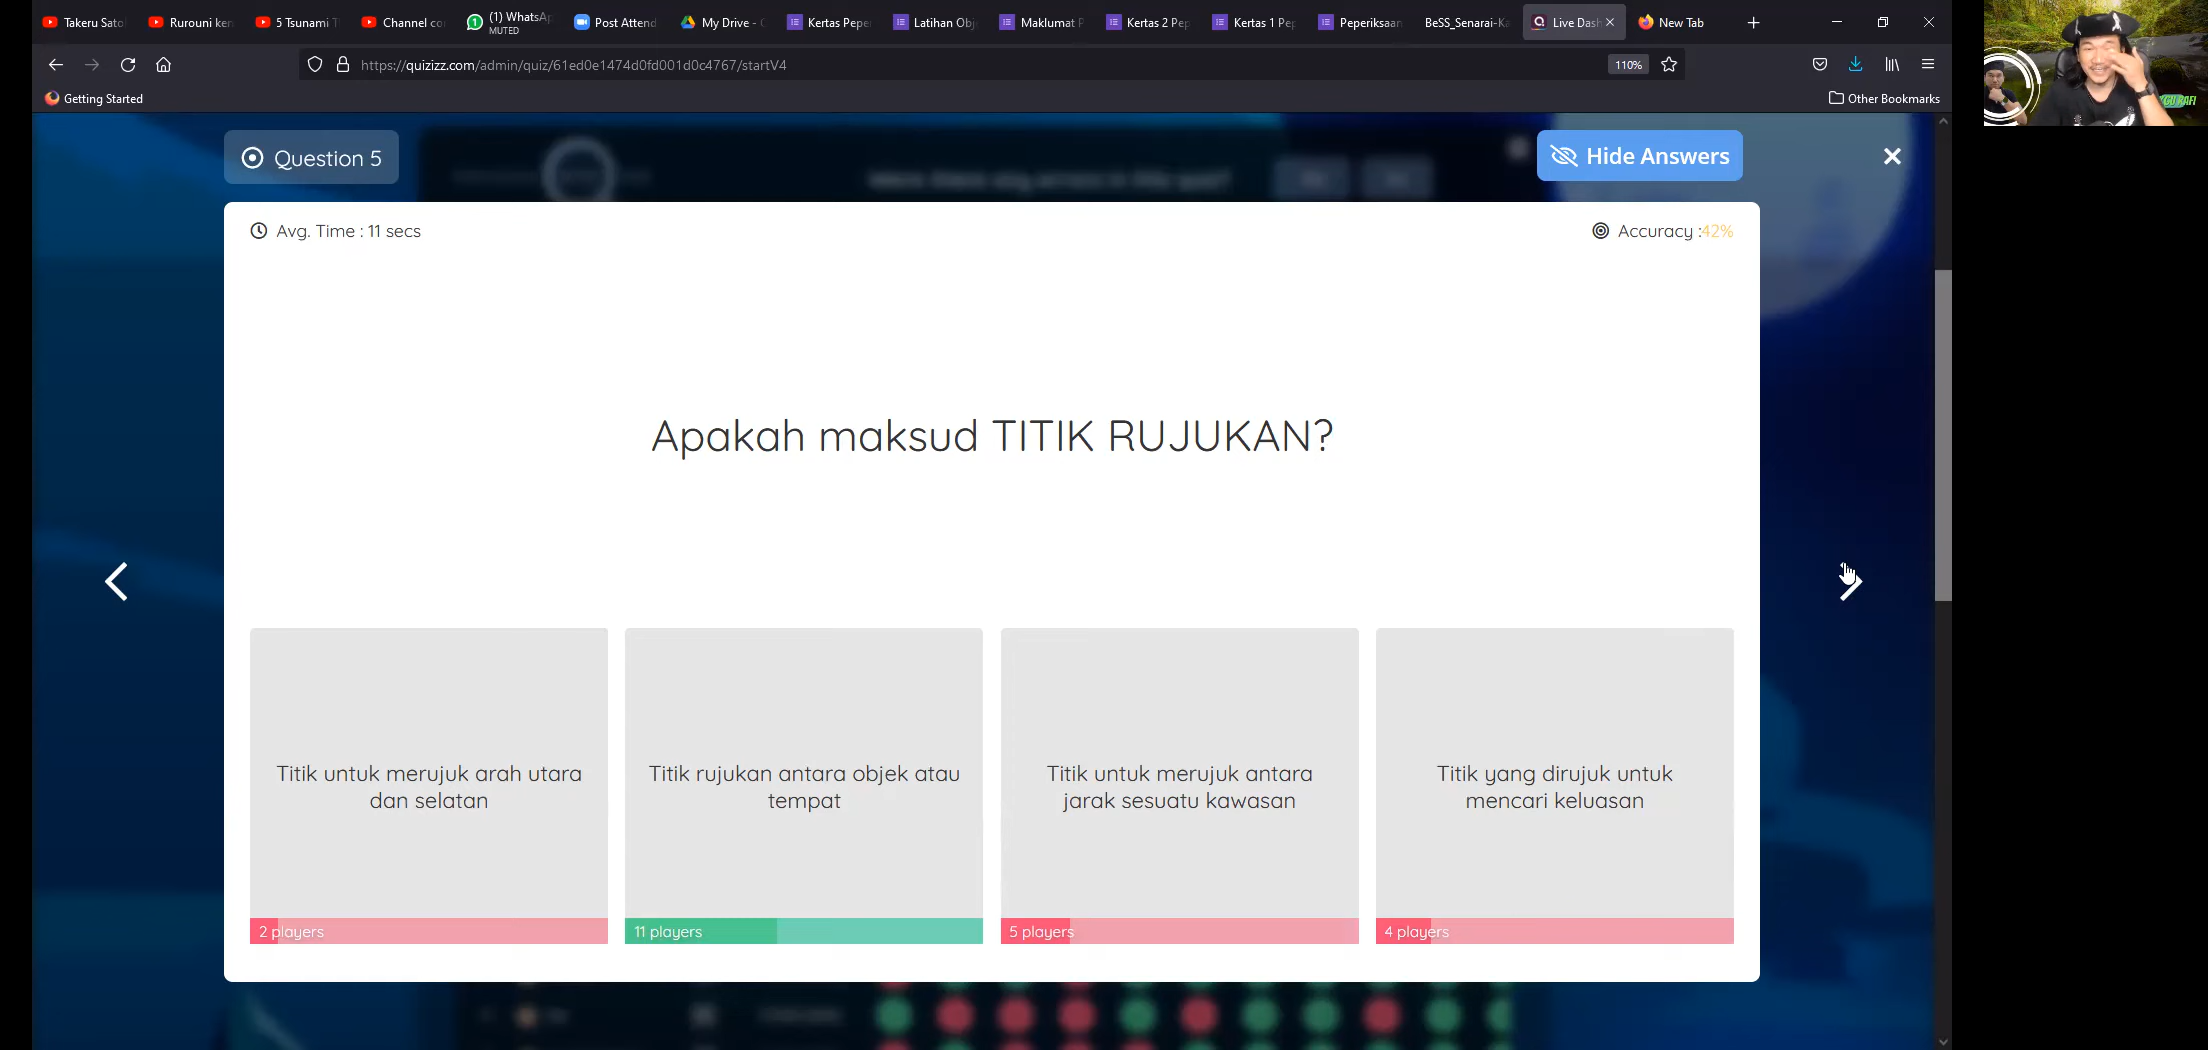 Takeru Sato
Rurouni ken
5 Tsunami T
Channel co
(1) WhatsAp
MUTED
Post Attend
My Drive - G
Kertas Pepe
Latihan Obj
Maklumat P
Kertas 2 Pep
Kertas 1 Pep
Peperiksaan
BeSS_Senarai-Ka
Live Dash
New Tab
https://quizizz.com/admin/quiz/61ed0e1474d0fd001d0c4767/startV4
110%
Getting Started
Other Bookmarks
Question 5
Hide Answers
Avg. Time : 11 secs
Accuracy :42%
Apakah maksud TITIK RUJUKAN?
Titik untuk merujuk arah utara
dan selatan
2 players
Titik rujukan antara objek atau
tempat
11 players
Titik untuk merujuk antara
jarak sesuatu kawasan
5 players
Titik yang dirujuk untuk
mencari keluasan
4 players